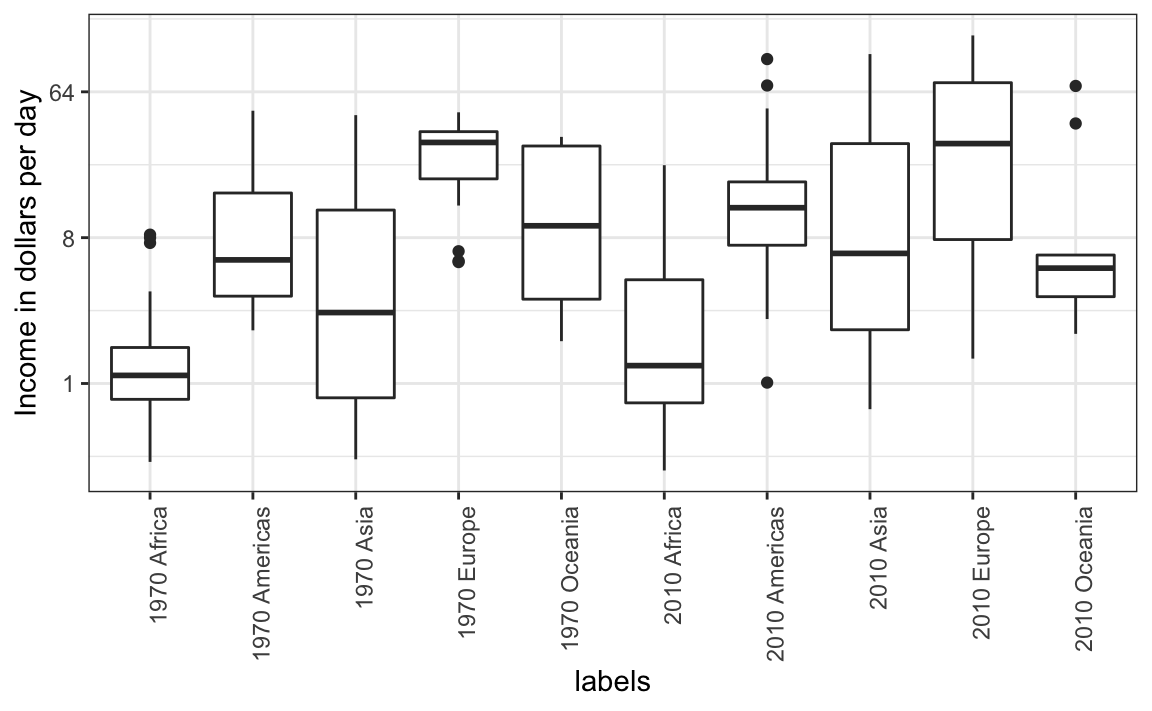 Income in dollars per day
64
8
1
1970 Africa
1970 Americas
1970 Asia
1970 Europe
1970 Oceania
2010 Africa
2010 Americas
2010 Asia
2010 Europe
2010 Oceania
labels